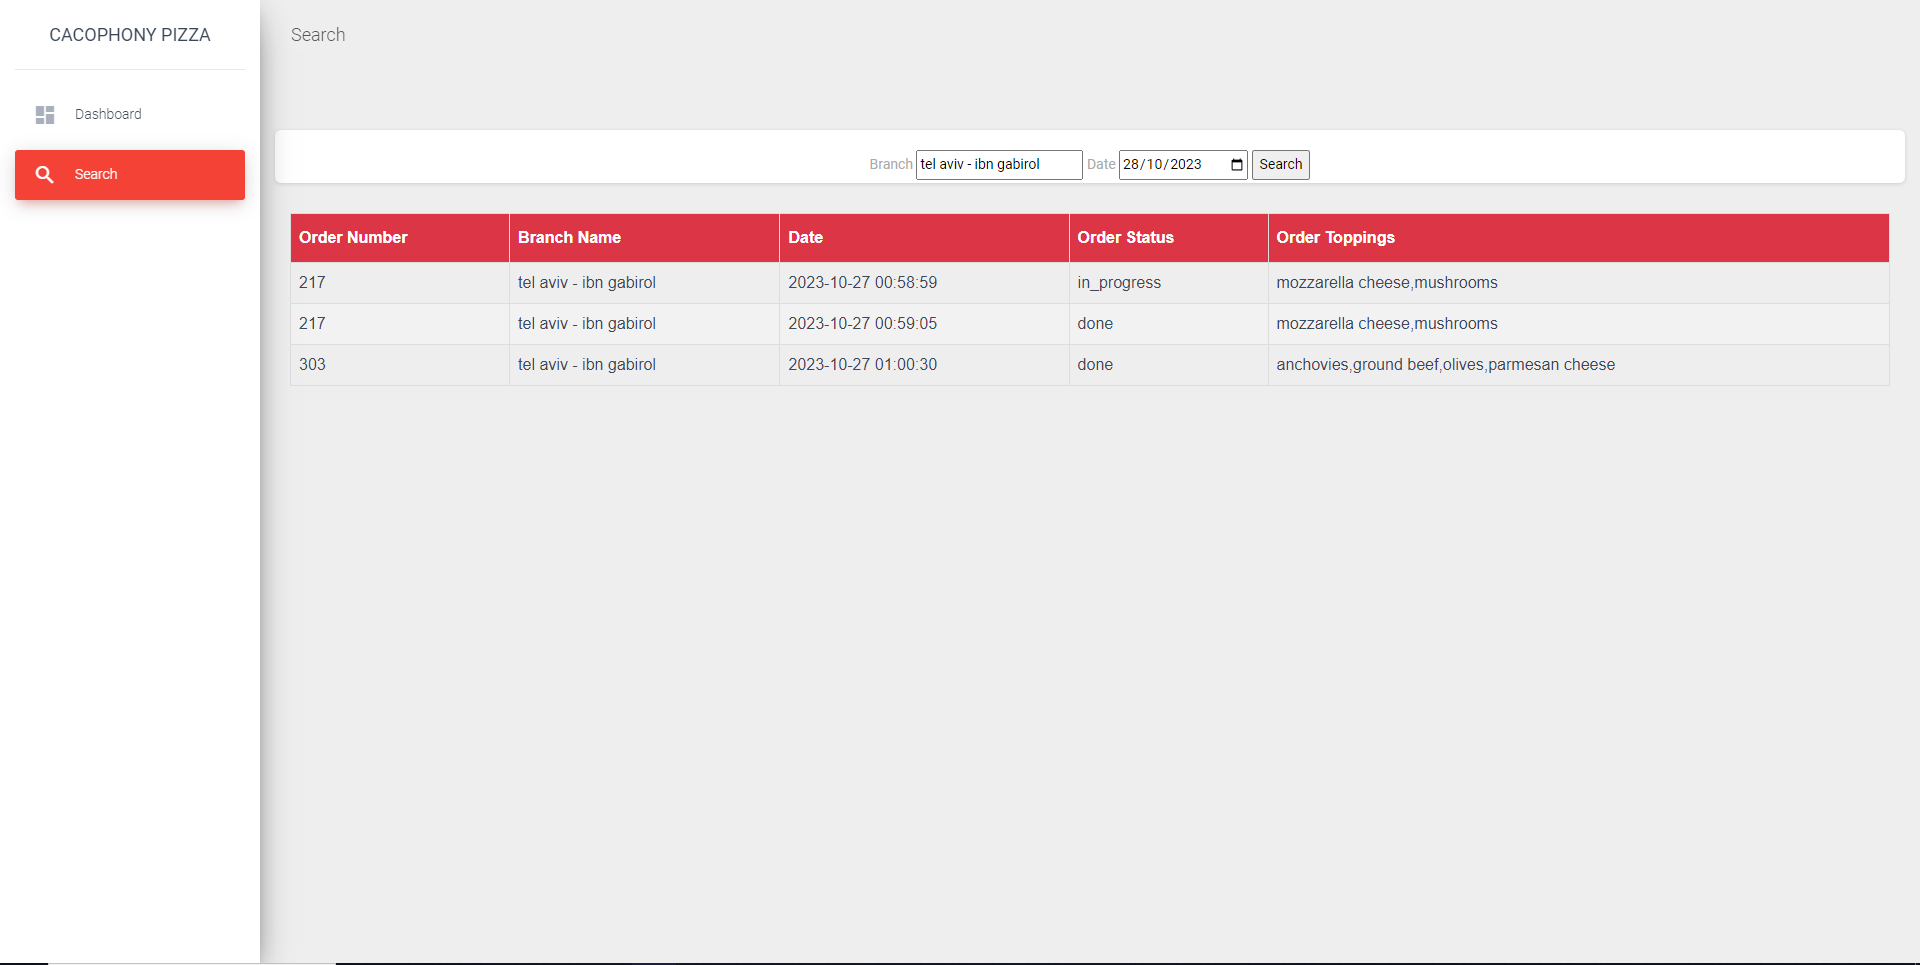 CACOPHONY PIZZA
Search
Dashboard
Search
Branch tel aviv - ibn gabirol Date 28/10/2023 Search
Order Number Branch Name Date Order Status Order Toppings
217 tel aviv - ibn gabirol 2023-10-27 00:58:59 in_progress mozzarella cheese,mushrooms
217 tel aviv - ibn gabirol 2023-10-27 00:59:05 done mozzarella cheese,mushrooms
303 tel aviv - ibn gabirol 2023-10-27 01:00:30 done anchovies,ground beef,olives,parmesan cheese